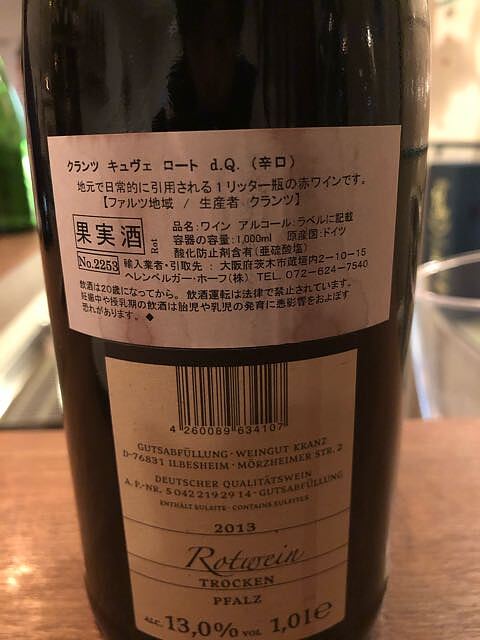 クランツ キュヴェ ロート d.Q. (辛口)
地元で日常的に引用される1リッター瓶の赤ワインです。
【ファルツ地域 / 生産者 クランツ】
果実酒
rot
品名:ワイン アルコール:ラベルに記載
容器の容量:1,000ml 原産国:ドイツ
酸化防止剤含有(亜硫酸塩)
No.2253
輸入業者・引取先 : 大阪府茨木市蔵垣内2-10-15
ヘレンベルガー・ホーフ(株) TEL.072-624-7540
飲酒は20歳になってから。飲酒運転は法律で禁止されています。
妊娠中や授乳期の飲酒は胎児や乳児の発育に悪影響をおよぼす
恐れがあります。◆
4 260089 634107
GUTSABFÜLLUNG · WEINGUT KRANZ
D-76831 ILBESHEIM · MÖRZHEIMER STR. 2
DEUTSCHER QUALITÄTSWEIN
A. P.-NR. 5 042 219 29 14 · GUTSABFÜLLUNG
ENTHÄLT SULFITE · CONTAINS SULFITES
2013
Rotwein
TROCKEN
PFALZ
ALC. 13,0% VOL 1,0l e